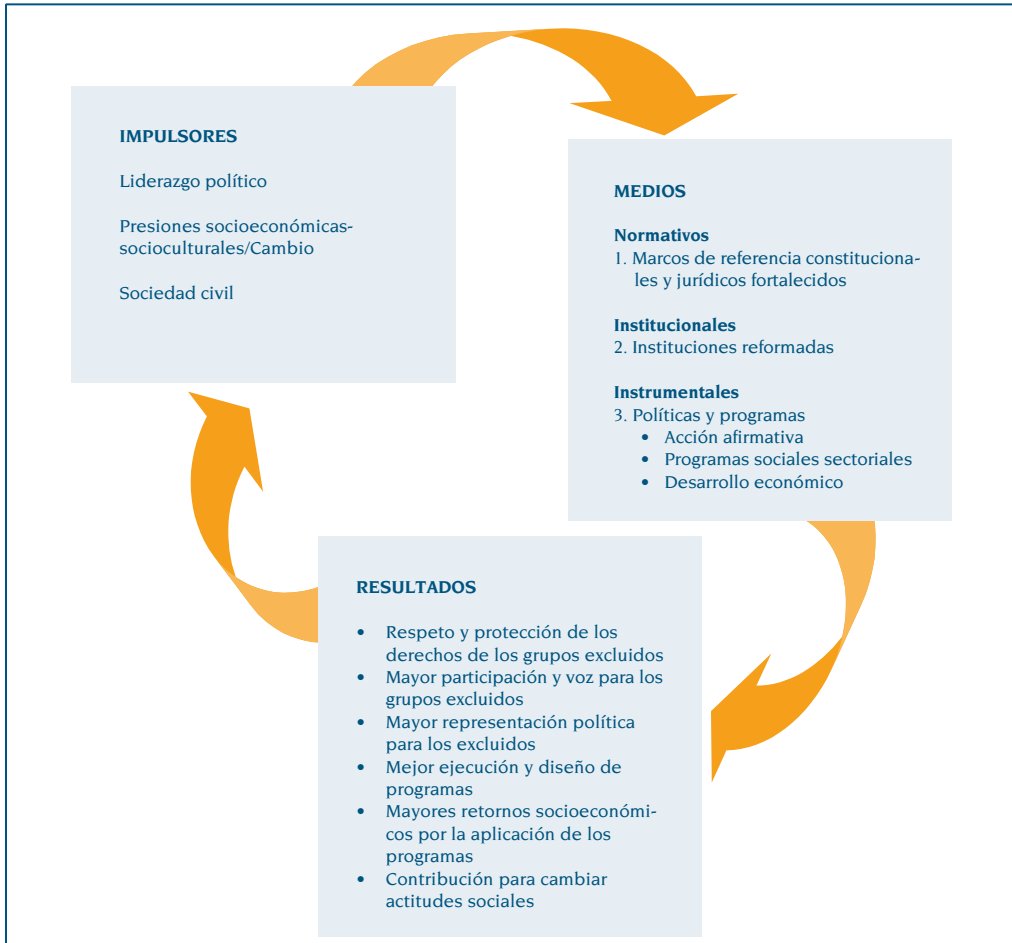 IMPULSORES
Liderazgo político
Presiones socioeconómicas-
socioculturales/Cambio
Sociedad civil
MEDIOS
Normativos
1. Marcos de referencia constituciona-
les y jurídicos fortalecidos
Institucionales
2. Instituciones reformadas
Instrumentales
3. Políticas y programas
• Acción afirmativa
• Programas sociales sectoriales
• Desarrollo económico
RESULTADOS
• Respeto y protección de los
derechos de los grupos excluidos
• Mayor participación y voz para los
grupos excluidos
• Mayor representación política
para los excluidos
• Mejor ejecución y diseño de
programas
• Mayores retornos socioeconómi-
cos por la aplicación de los
programas
• Contribución para cambiar
actitudes sociales